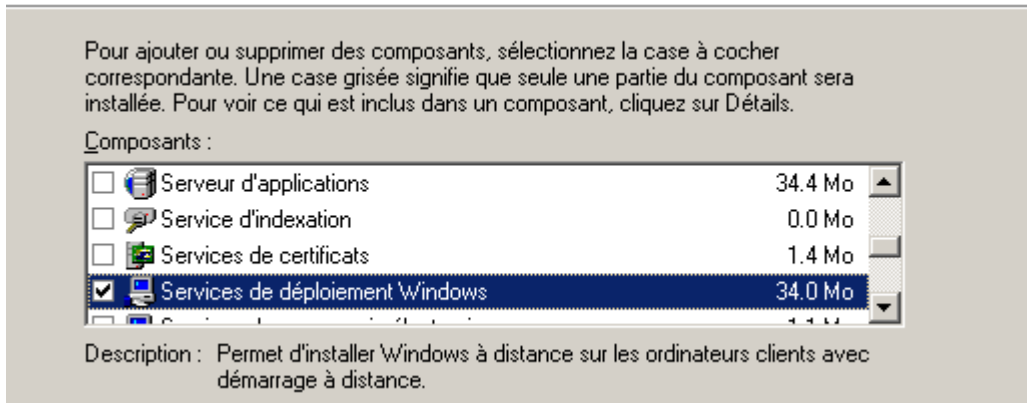 Pour ajouter ou supprimer des composants, sélectionnez la case à cocher
correspondante. Une case grisée signifie que seule une partie du composant sera
installée. Pour voir ce qui est inclus dans un composant, cliquez sur Détails.
Composants :
Serveur d'applications 34.4 Mo
Service d'indexation 0.0 Mo
Services de certificats 1.4 Mo
Services de déploiement Windows 34.0 Mo
Description : Permet d'installer Windows à distance sur les ordinateurs clients avec
démarrage à distance.